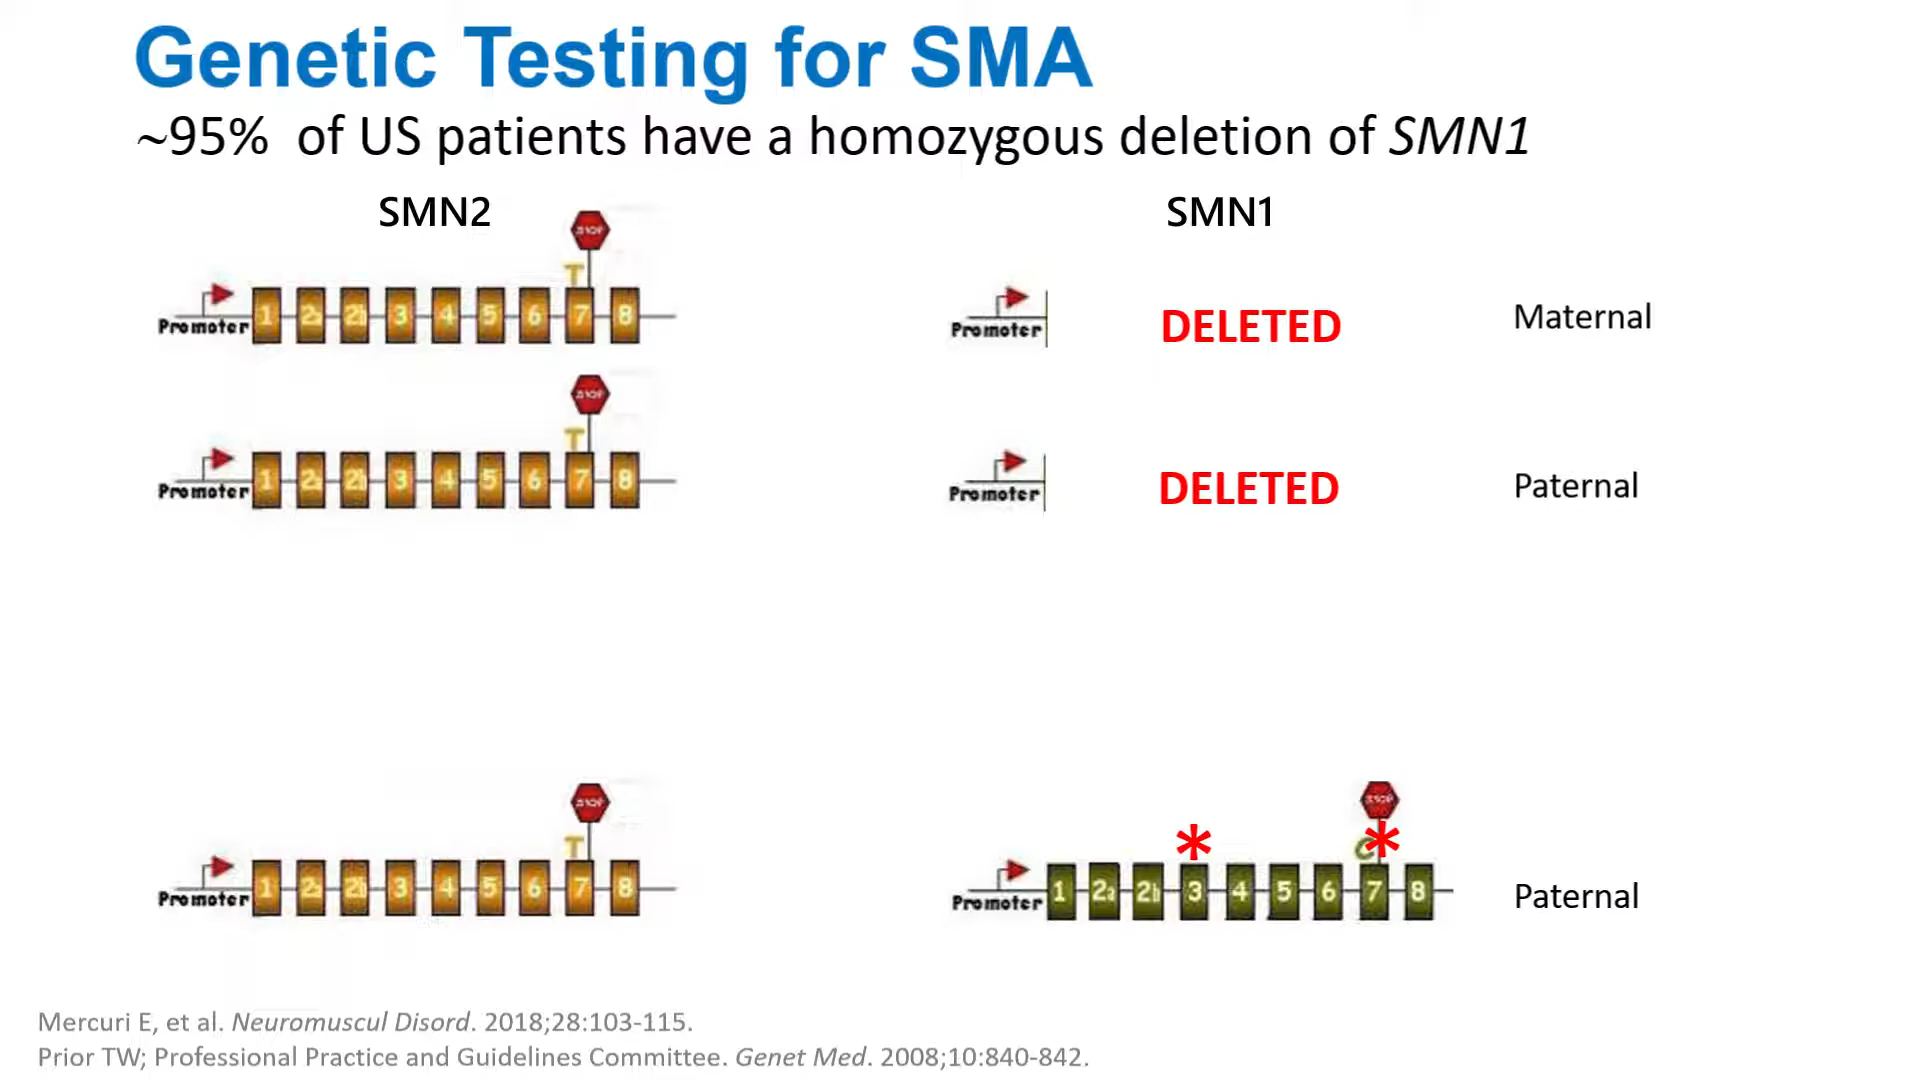 Genetic Testing for SMA
~95% of US patients have a homozygous deletion of SMN1
SMN2
SMN1
STOP
T
Promoter 1 2a 2b 3 4 5 6 7 8
Promoter DELETED Maternal
STOP
T
Promoter 1 2a 2b 3 4 5 6 7 8
Promoter DELETED Paternal
STOP
T
Promoter 1 2a 2b 3 4 5 6 7 8
STOP
* C*
Promoter 1 2a 2b 3 4 5 6 7 8 Paternal
Mercuri E, et al. Neuromuscul Disord. 2018;28:103-115.
Prior TW; Professional Practice and Guidelines Committee. Genet Med. 2008;10:840-842.